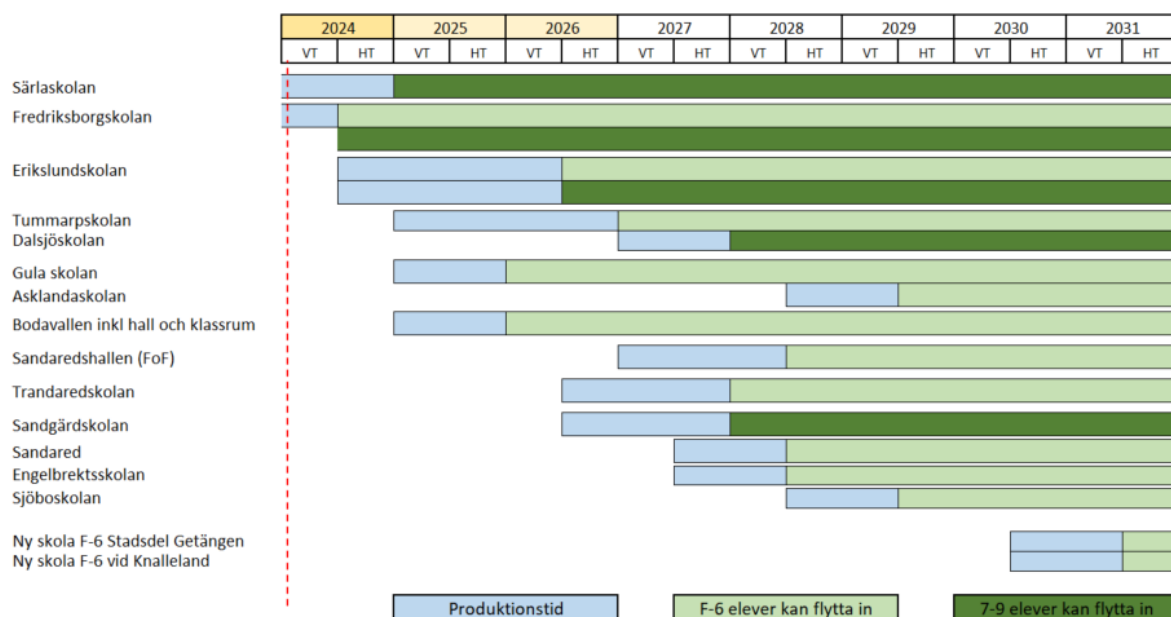 2024 2025 2026 2027 2028 2029 2030 2031
VT HT VT HT VT HT VT HT VT HT VT HT VT HT VT HT
Särlaskolan
Fredriksborgskolan
Erikslundskolan
Tummarpskolan
Dalsjöskolan
Gula skolan
Asklandaskolan
Bodavallen inkl hall och klassrum
Sandaredshallen (FoF)
Trandaredskolan
Sandgärdskolan
Sandared
Engelbrektsskolan
Sjöboskolan
Ny skola F-6 Stadsdel Getängen
Ny skola F-6 vid Knalleland
Produktionstid F-6 elever kan flytta in 7-9 elever kan flytta in